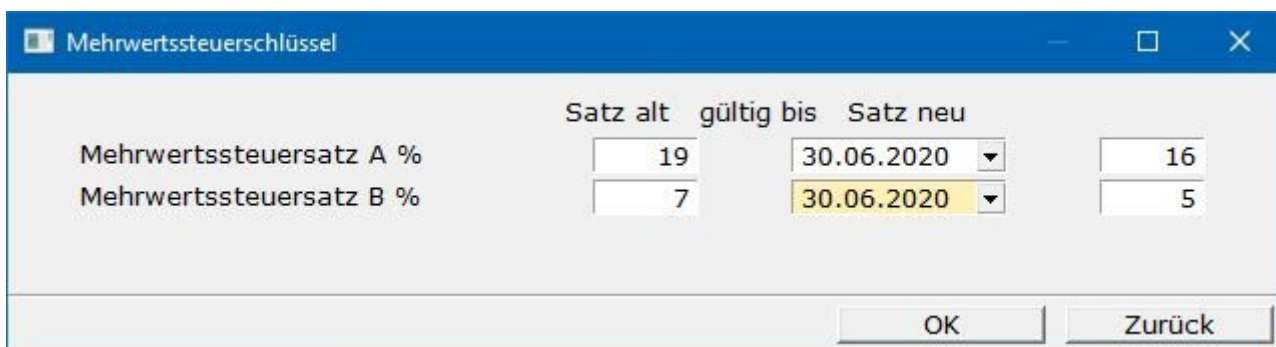 Mehrwertssteuerschlüssel
Satz alt gültig bis Satz neu
Mehrwertssteuersatz A % 19 30.06.2020 16
Mehrwertssteuersatz B % 7 30.06.2020 5
OK Zurück